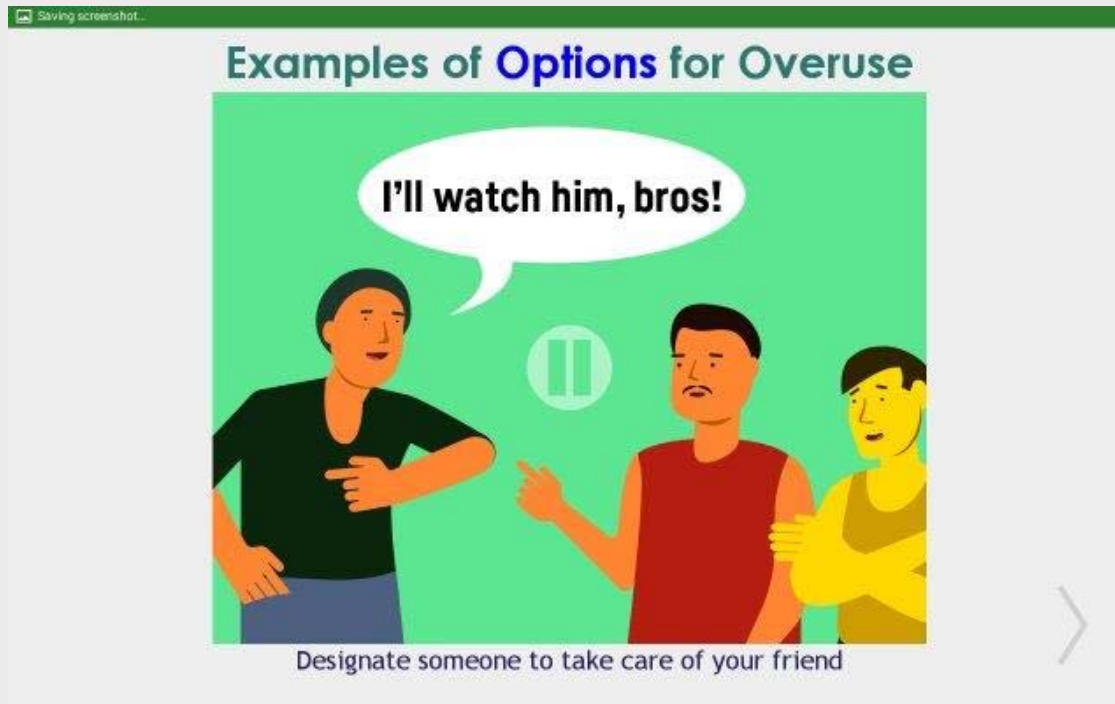 Saving screenshot...
Examples of Options for Overuse
I'll watch him, bros!
Designate someone to take care of your friend